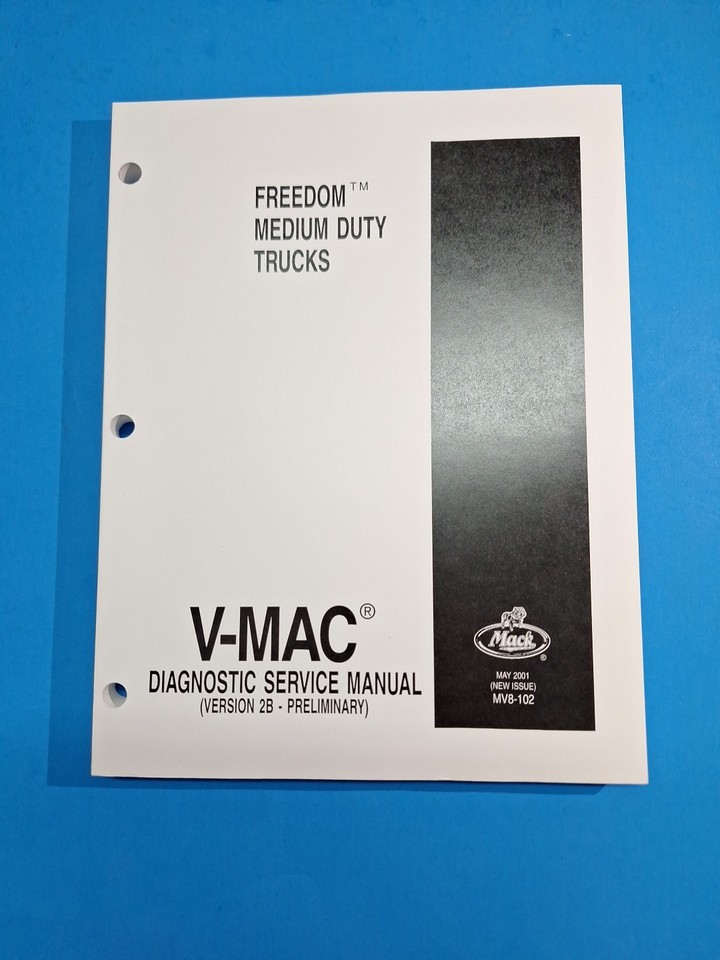 FREEDOM™
MEDIUM DUTY
TRUCKS
V-MAC®
DIAGNOSTIC SERVICE MANUAL
(VERSION 2B - PRELIMINARY)
Mack®
MAY 2001
(NEW ISSUE)
MV8-102